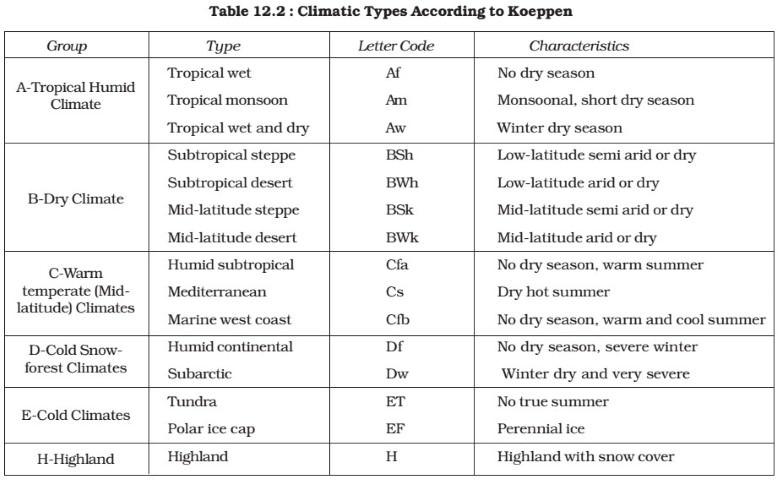 Table 12.2 : Climatic Types According to Koeppen
Group Type Letter Code Characteristics
A-Tropical Humid
Climate
Tropical wet Af No dry season
Tropical monsoon Am Monsoonal, short dry season
Tropical wet and dry Aw Winter dry season
B-Dry Climate
Subtropical steppe BSh Low-latitude semi arid or dry
Subtropical desert BWh Low-latitude arid or dry
Mid-latitude steppe BSk Mid-latitude semi arid or dry
Mid-latitude desert BWk Mid-latitude arid or dry
C-Warm
temperate (Mid-
latitude) Climates
Humid subtropical Cfa No dry season, warm summer
Mediterranean Cs Dry hot summer
Marine west coast Cfb No dry season, warm and cool summer
D-Cold Snow-
forest Climates
Humid continental Df No dry season, severe winter
Subarctic Dw Winter dry and very severe
E-Cold Climates
Tundra ET No true summer
Polar ice cap EF Perennial ice
H-Highland Highland H Highland with snow cover